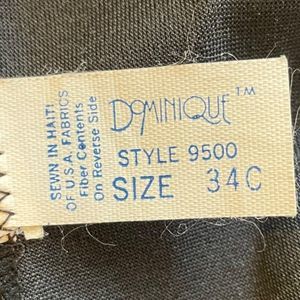 DOMINIQUE™
STYLE 9500
SIZE 34C
SEWN IN HAITI
OF U.S.A. FABRICS
Fiber Contents
On Reverse Side